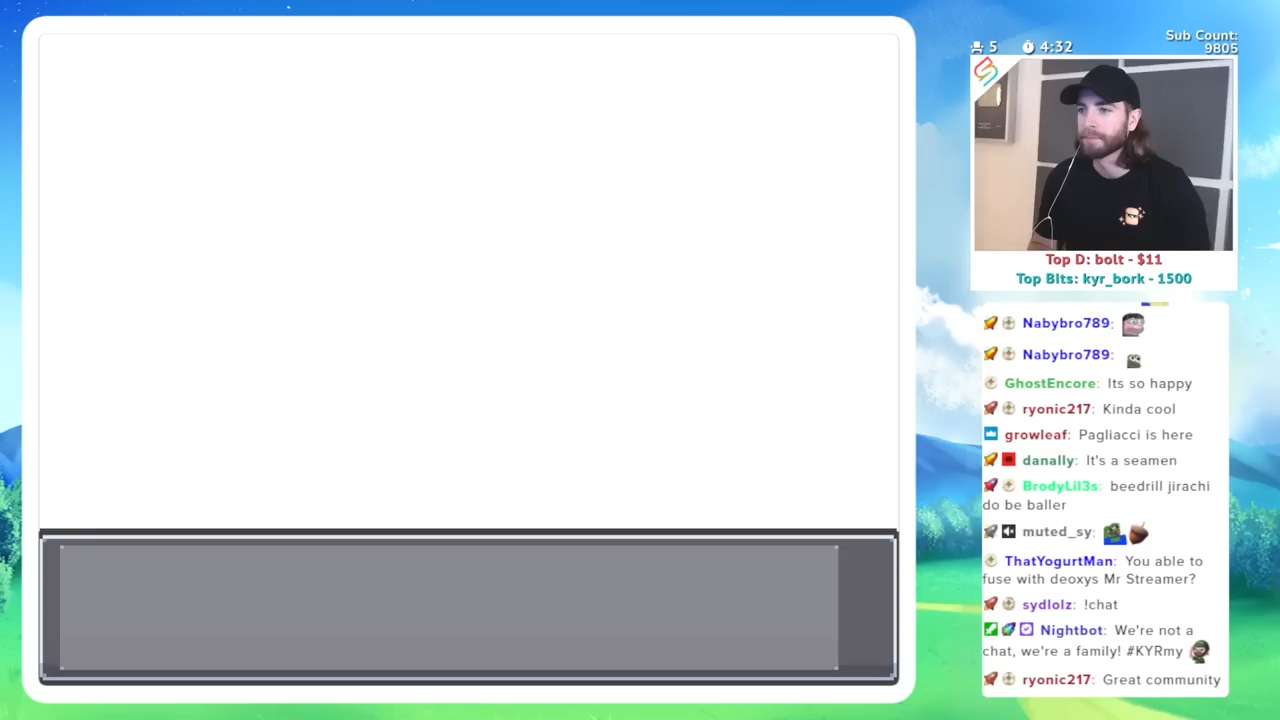 5
4:32
Sub Count:
9805
Top D: bolt - $11
Top Bits: kyr_bork - 1500
Nabybro789:
Nabybro789:
GhostEncore: Its so happy
ryonic217: Kinda cool
growleaf: Pagliacci is here
danally: It's a seamen
BrodyLil3s: beedrill jirachi
do be baller
muted_sy:
ThatYogurtMan: You able to
fuse with deoxys Mr Streamer?
sydlolz: !chat
Nightbot: We're not a
chat, we're a family! #KYRmy
ryonic217: Great community